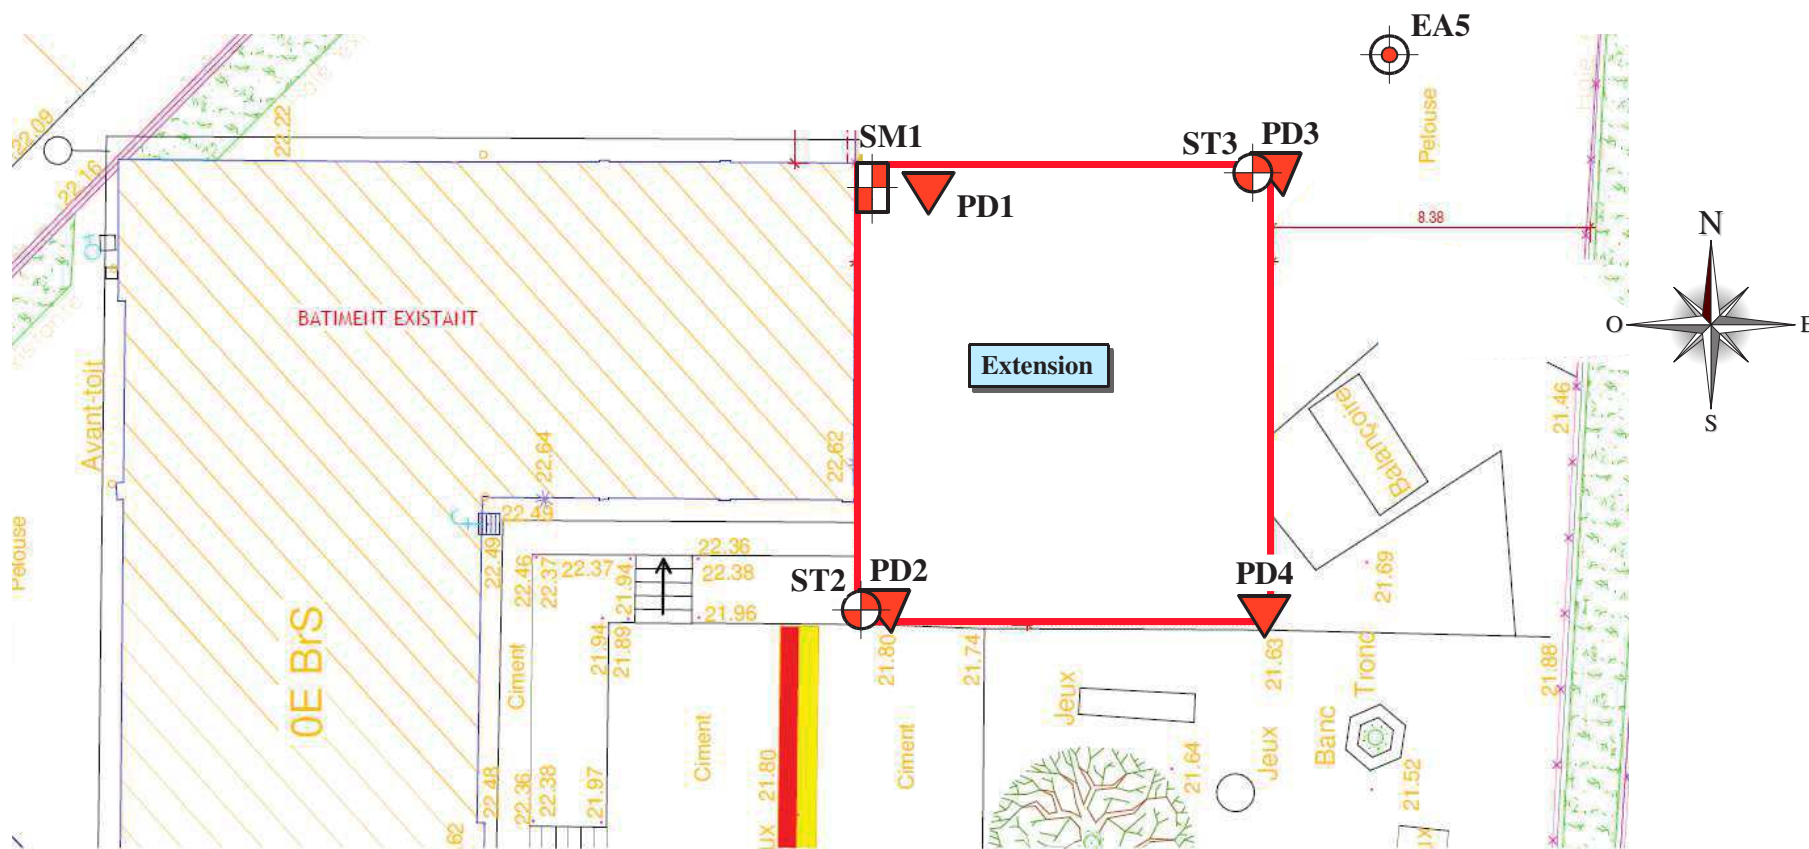 EA5
SM1
ST3
PD3
PD1
22.09
22.16
22.22
Pelouse
8.38
N
O
E
S
BATIMENT EXISTANT
Extension
Avant-toit
22.64
22.62
Balançoire
21.46
22.49
22.49
22.46
22.37
22.37
21.94
22.36
22.38
21.96
ST2
PD2
PD4
21.69
Pelouse
0E BrS
Ciment
21.94
21.89
21.80
21.74
21.63
21.88
Ciment
Ciment
Jeux
Jeux
Banc
Tronc
21.80
21.64
21.52
22.48
22.36
22.38
21.97
62
ux
ux